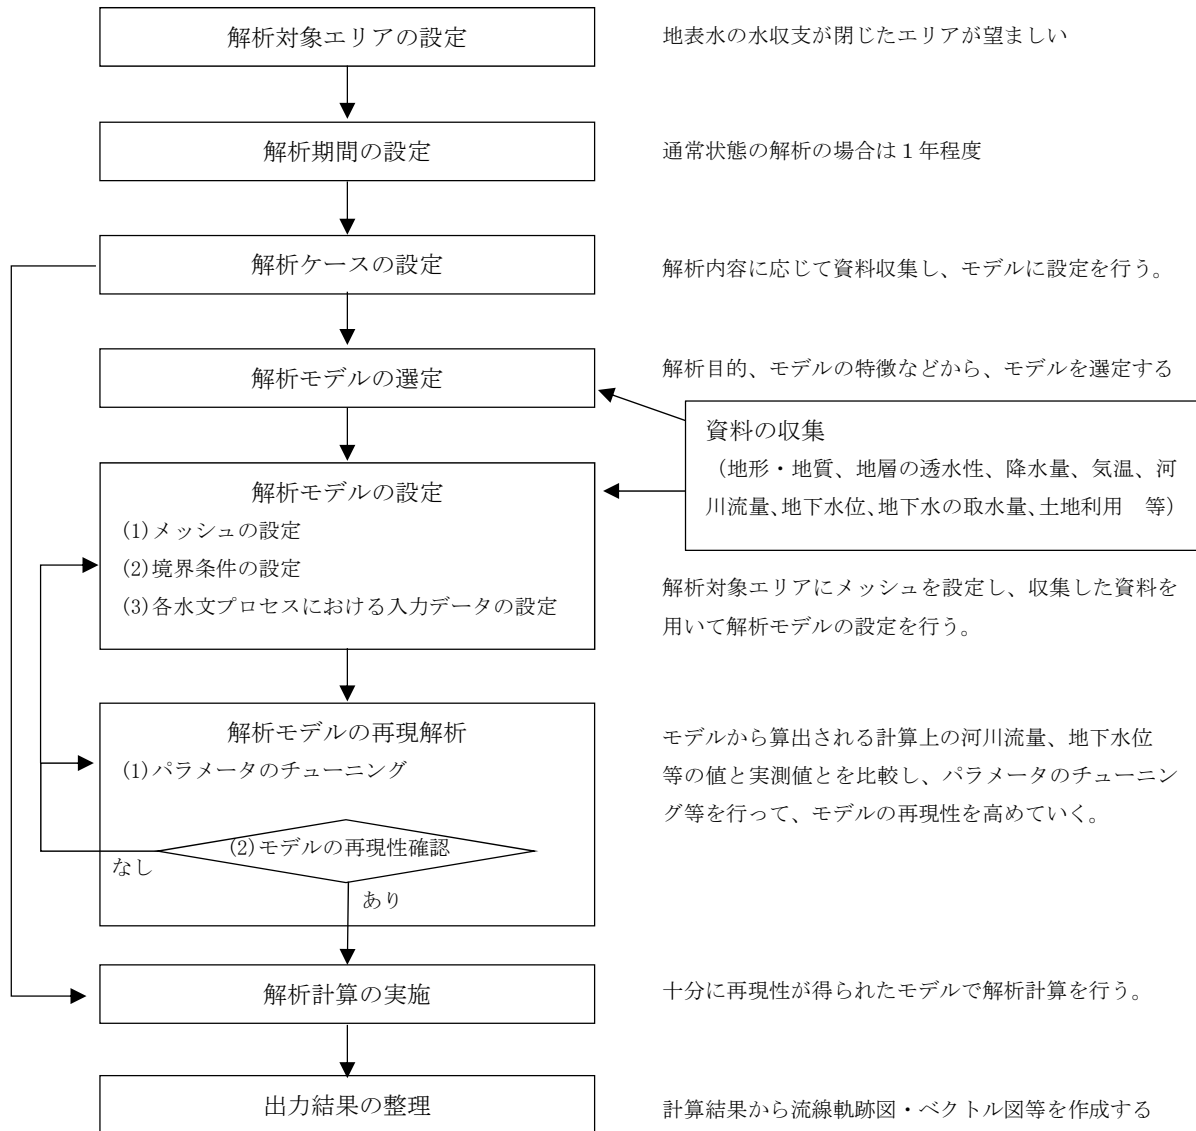 解析対象エリアの設定
地表水の水収支が閉じたエリアが望ましい
解析期間の設定
通常状態の解析の場合は１年程度
解析ケースの設定
解析内容に応じて資料収集し、モデルに設定を行う。
解析モデルの選定
解析目的、モデルの特徴などから、モデルを選定する
資料の収集
（地形・地質、地層の透水性、降水量、気温、河
川流量、地下水位、地下水の取水量、土地利用　等）
解析モデルの設定
(1)メッシュの設定
(2)境界条件の設定
(3)各水文プロセスにおける入力データの設定
解析対象エリアにメッシュを設定し、収集した資料を
用いて解析モデルの設定を行う。
解析モデルの再現解析
(1)パラメータのチューニング
モデルから算出される計算上の河川流量、地下水位
等の値と実測値とを比較し、パラメータのチューニン
グ等を行って、モデルの再現性を高めていく。
(2)モデルの再現性確認
なし
あり
解析計算の実施
十分に再現性が得られたモデルで解析計算を行う。
出力結果の整理
計算結果から流線軌跡図・ベクトル図等を作成する